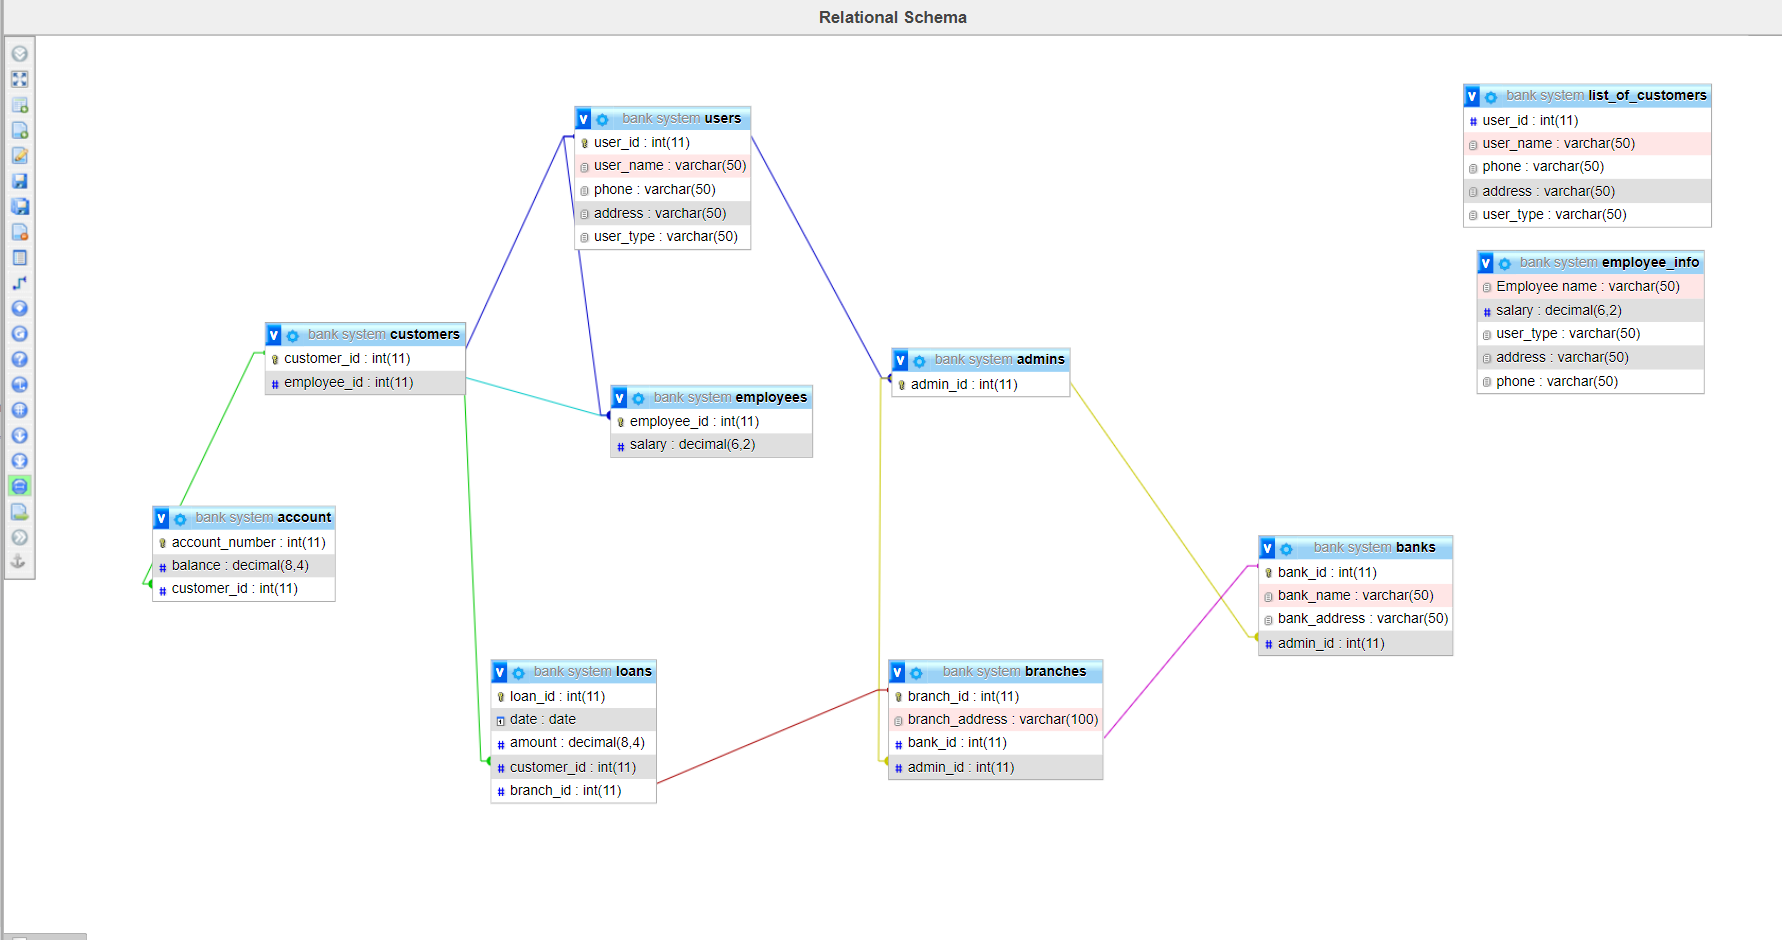 Relational Schema
bank system list_of_customers
user_id : int(11)
user_name : varchar(50)
phone : varchar(50)
address : varchar(50)
user_type : varchar(50)
bank system users
user_id : int(11)
user_name : varchar(50)
phone : varchar(50)
address : varchar(50)
user_type : varchar(50)
bank system employee_info
Employee name : varchar(50)
salary : decimal(6,2)
user_type : varchar(50)
address : varchar(50)
phone : varchar(50)
bank system customers
customer_id : int(11)
employee_id : int(11)
bank system admins
admin_id : int(11)
bank system employees
employee_id : int(11)
salary : decimal(6,2)
bank system account
account_number : int(11)
balance : decimal(8,4)
customer_id : int(11)
bank system banks
bank_id : int(11)
bank_name : varchar(50)
bank_address : varchar(50)
admin_id : int(11)
bank system loans
loan_id : int(11)
date : date
amount : decimal(8,4)
customer_id : int(11)
branch_id : int(11)
bank system branches
branch_id : int(11)
branch_address : varchar(100)
bank_id : int(11)
admin_id : int(11)